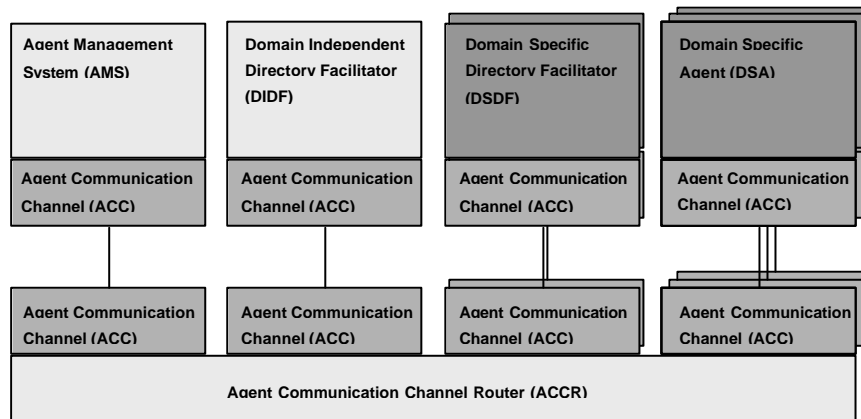 Agent Management
System (AMS)
Domain Independent
Directory Facilitator
(DIDF)
Domain Specific
Directory Facilitator
(DSDF)
Domain Specific
Agent (DSA)
Agent Communication
Channel (ACC)
Agent Communication
Channel (ACC)
Agent Communication
Channel (ACC)
Agent Communication
Channel (ACC)
Agent Communication
Channel (ACC)
Agent Communication
Channel (ACC)
Agent Communication
Channel (ACC)
Agent Communication
Channel (ACC)
Agent Communication Channel Router (ACCR)